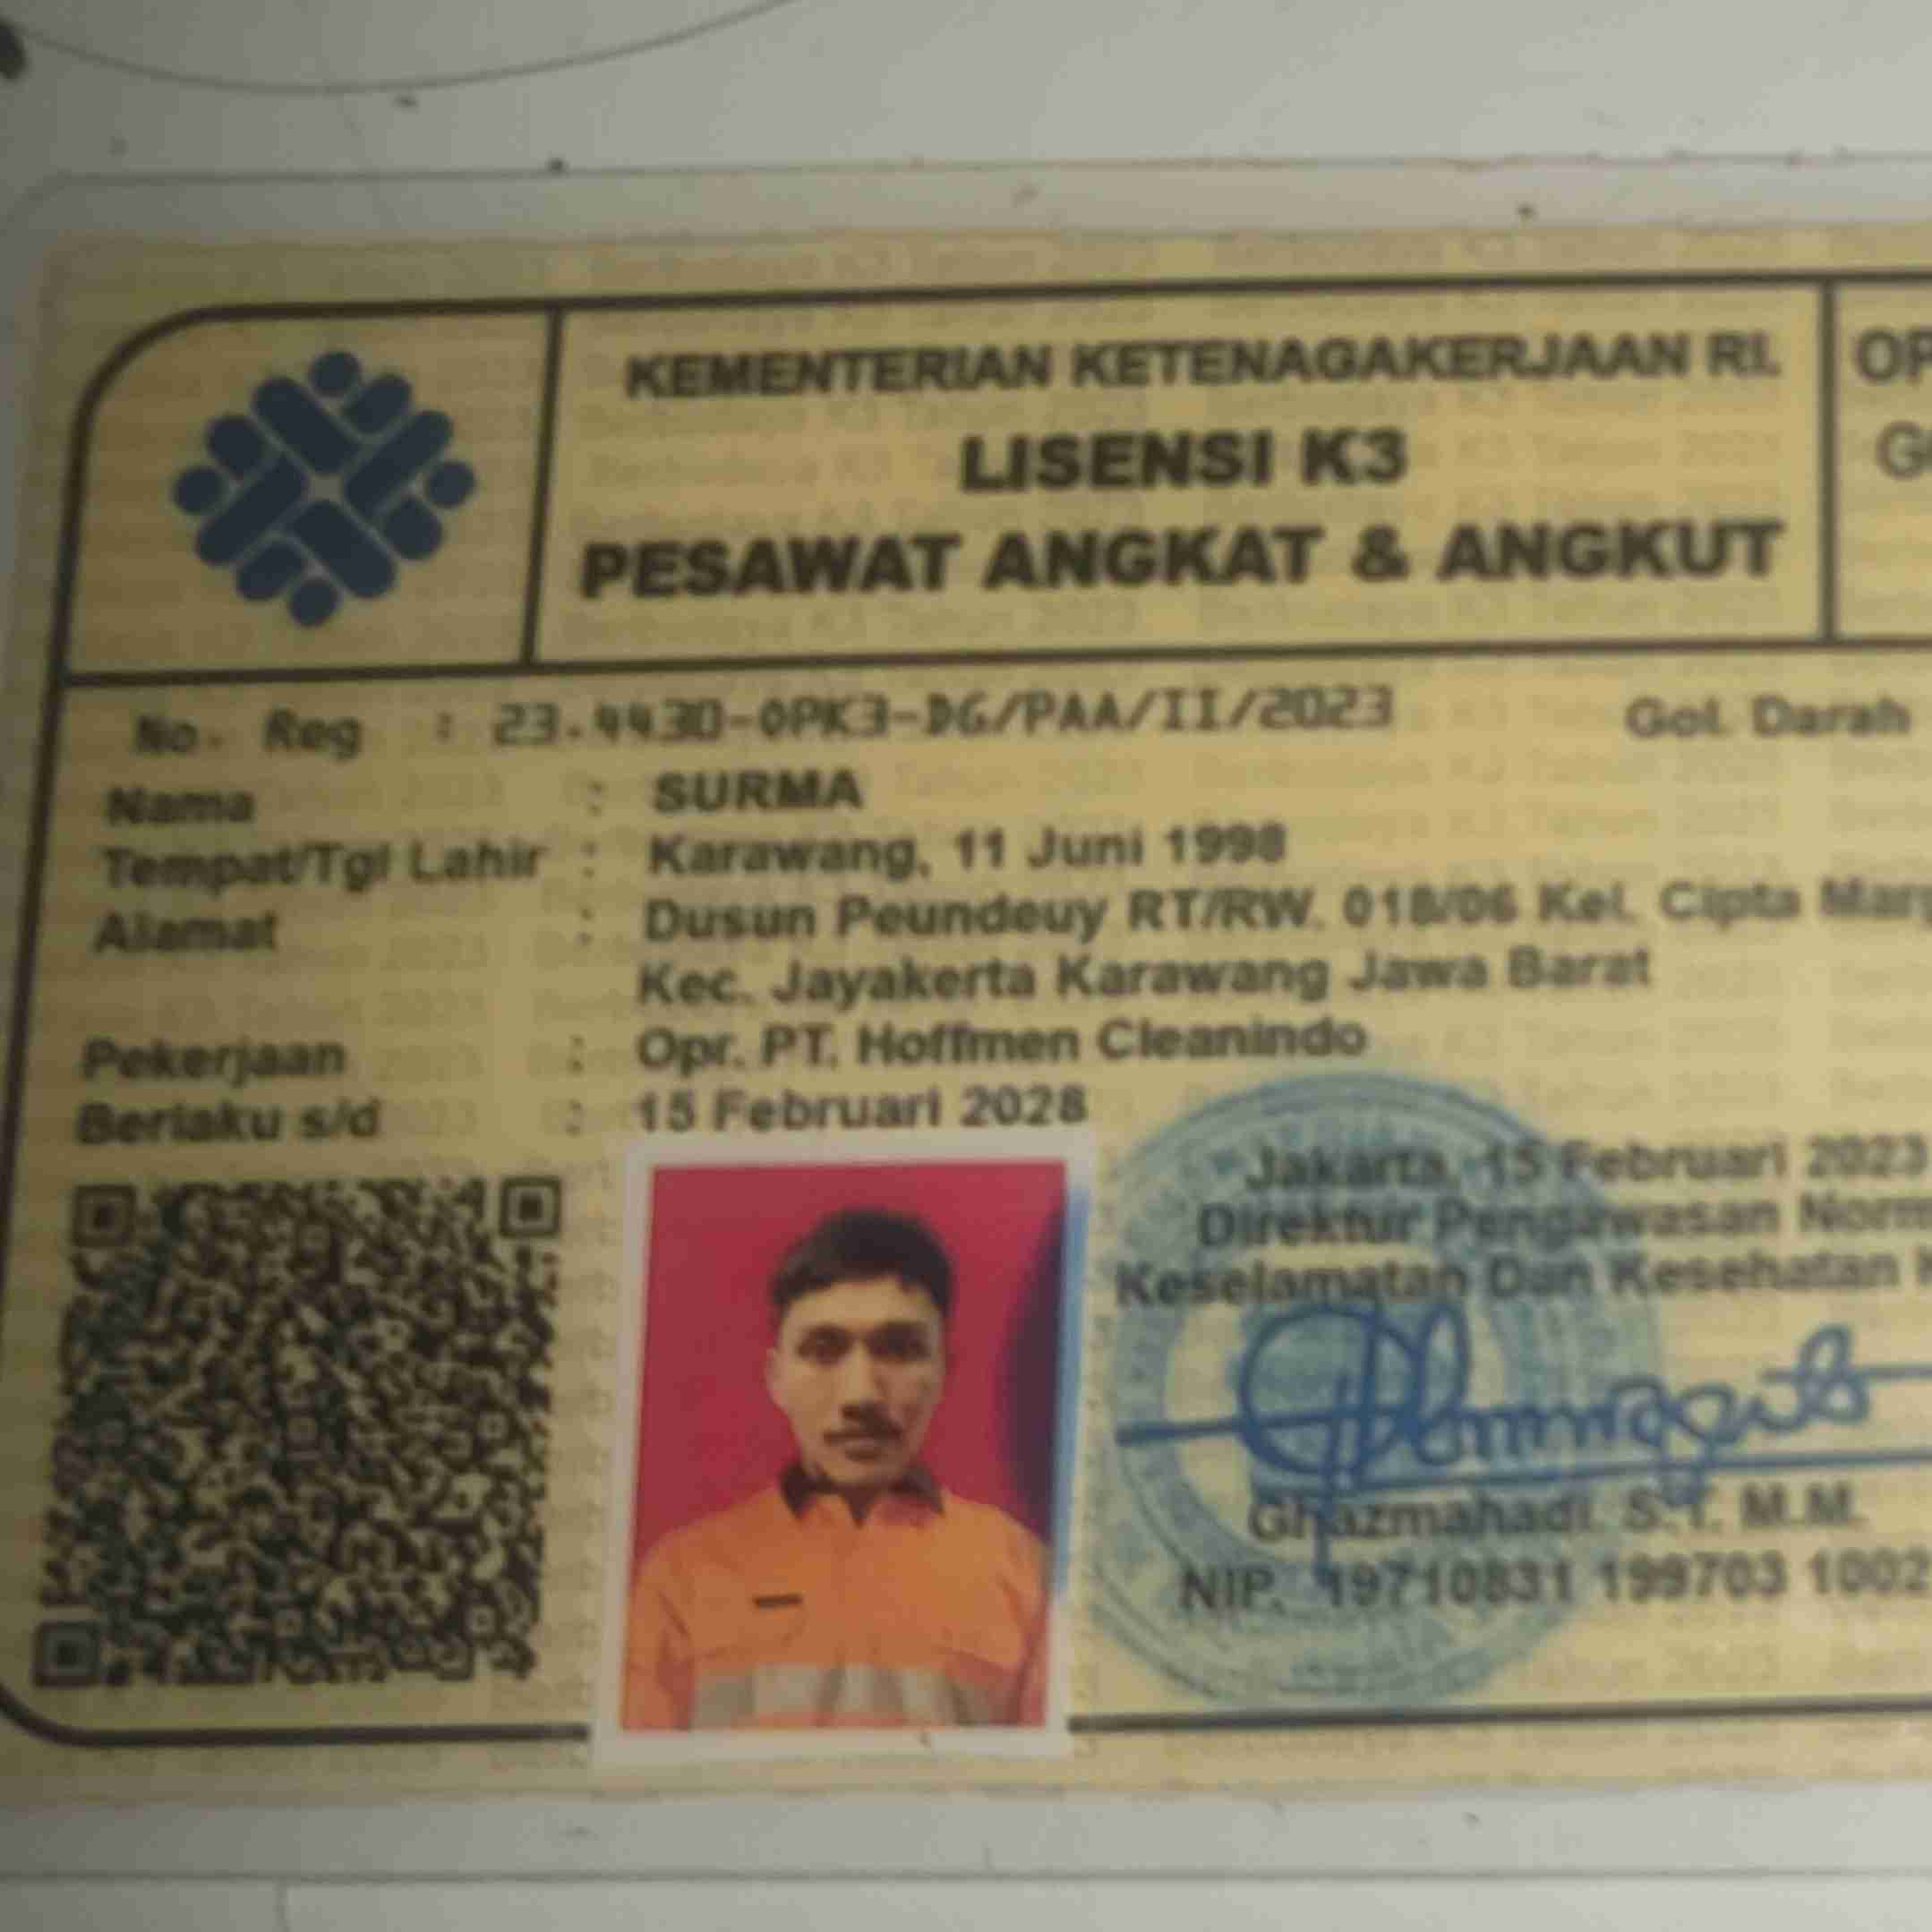 KEMENTERIAN KETENAGAKERJAAN RI.
LISENSI K3
PESAWAT ANGKAT & ANGKUT
No. Reg : 23.4430-OPK3-DG/PAA/II/2023 Gol. Darah
Nama : SURMA
Tempat/Tgl Lahir : Karawang, 11 Juni 1998
Alamat : Dusun Peundeuy RT/RW. 018/06 Kel. Cipta
Kec. Jayakerta Karawang Jawa Barat
Pekerjaan : Opr. PT. Hoffmen Cleanindo
Berlaku s/d : 15 Februari 2028
Jakarta, 15 Februari 2023
Direktur Pengawasan
Keselamatan Dan Kesehatan
Ghazmahadi. S.T. M.M.
NIP. 19710831 199703 1002